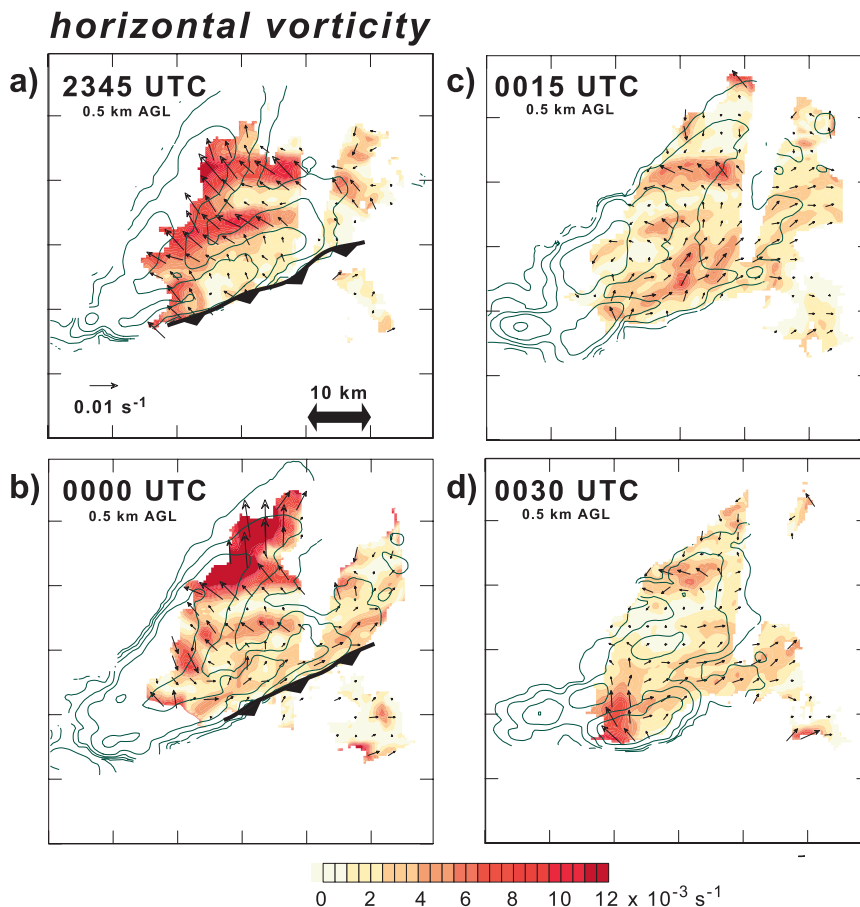 horizontal vorticity
a) 2345 UTC
0.5 km AGL
0.01 s-1
10 km
c) 0015 UTC
0.5 km AGL
b) 0000 UTC
0.5 km AGL
d) 0030 UTC
0.5 km AGL
0 2 4 6 8 10 12 x 10-3 s-1